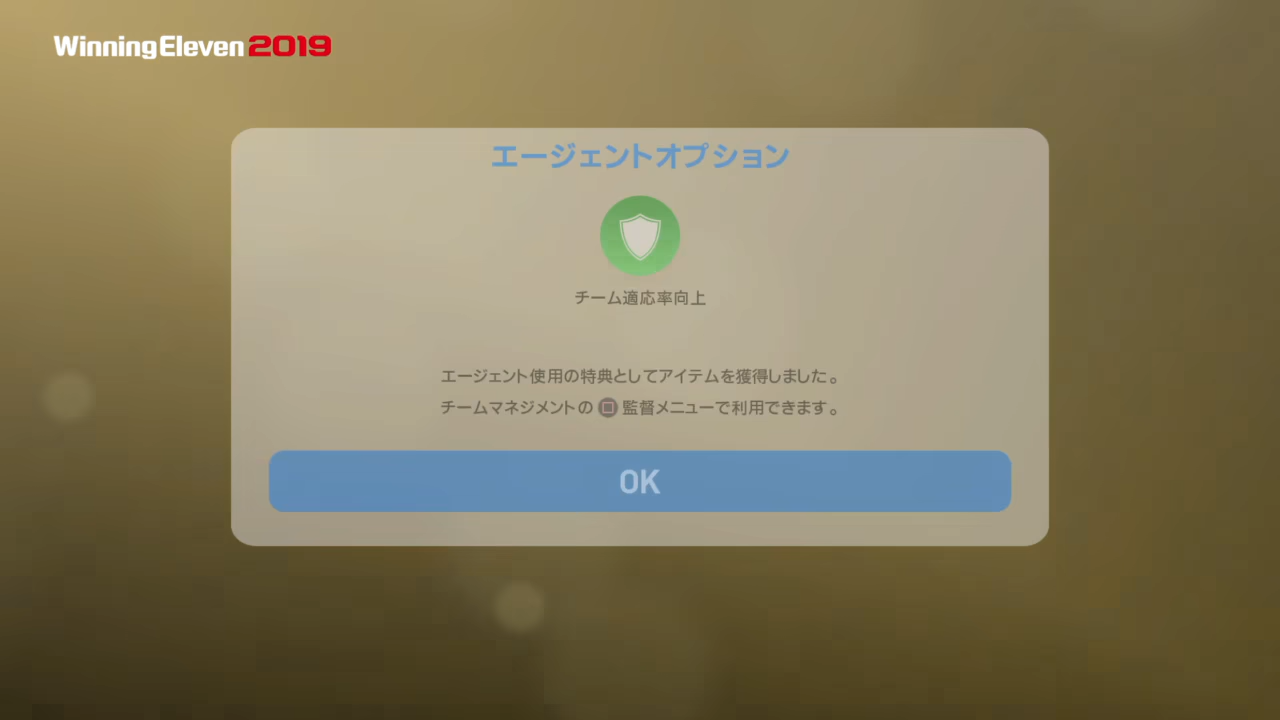 Winning Eleven 2019
エージェントオプション
チーム適応率向上
エージェント使用の特典としてアイテムを獲得しました。
チームマネジメントの 監督メニューで利用できます。
OK